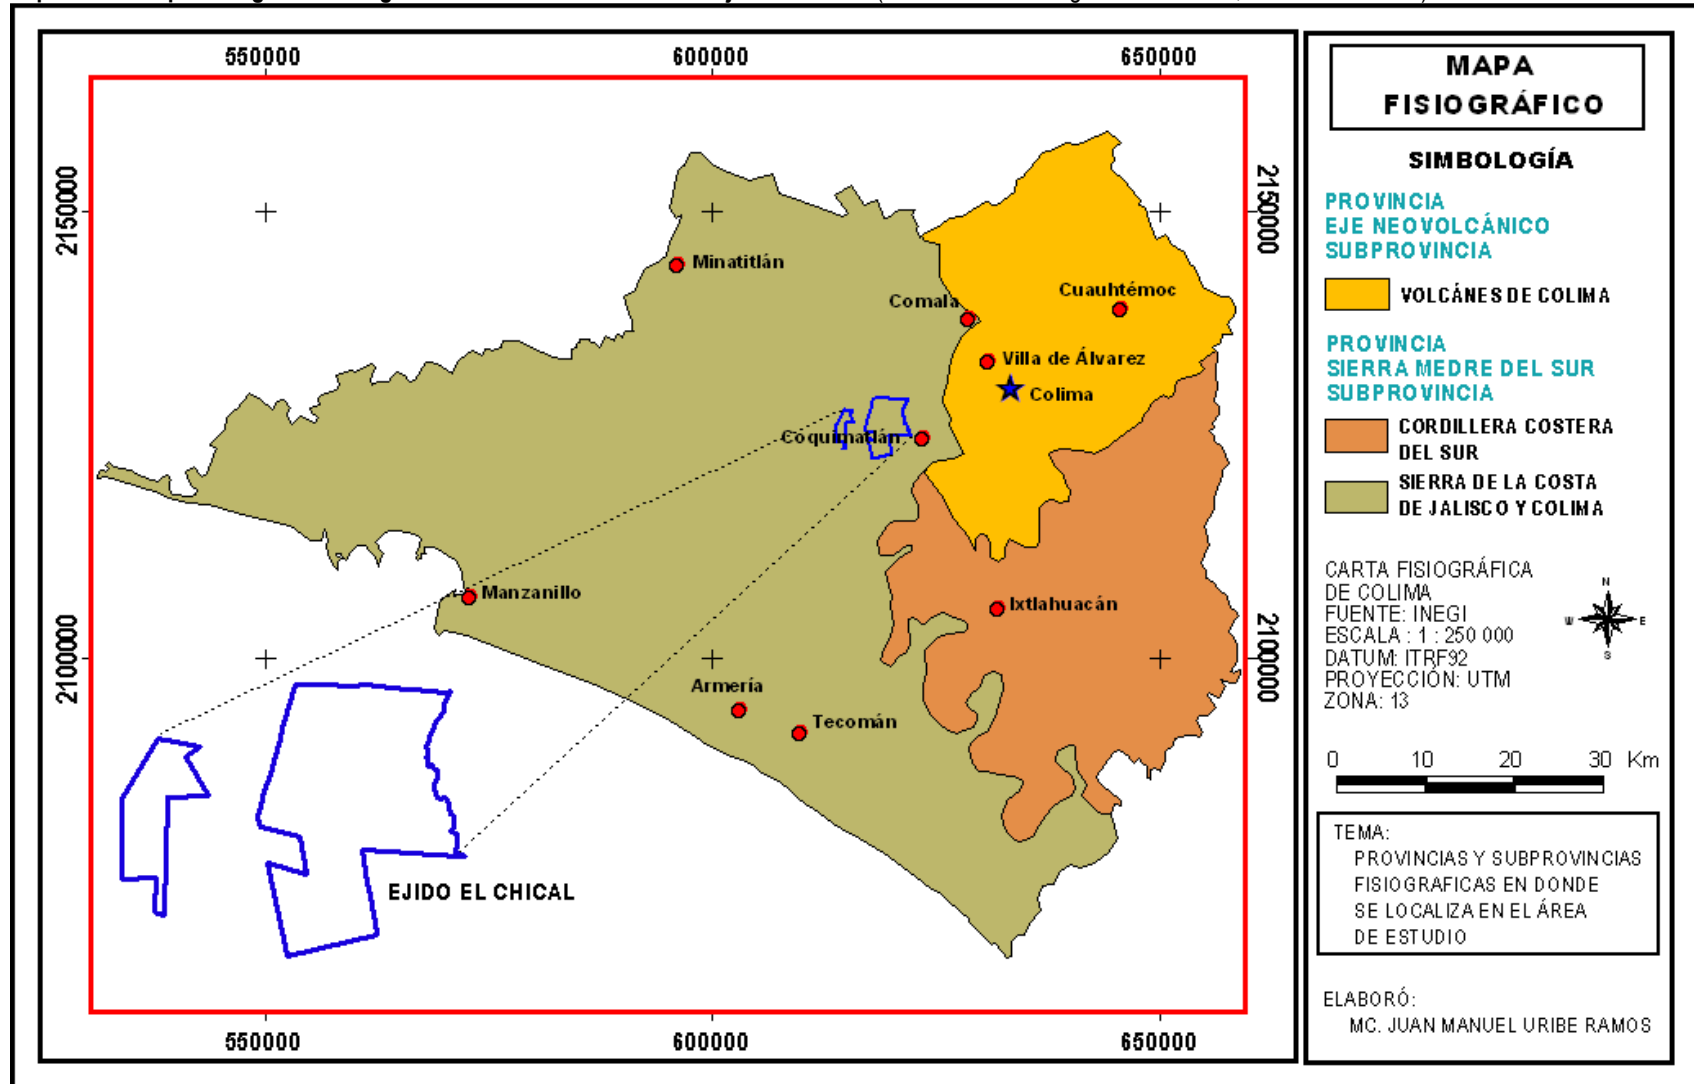 550000
600000
650000
2150000
2150000
Minatitlán
Comala
Cuauhtémoc
Villa de Álvarez
Colima
Coquimatlán
Manzanillo
Ixtlahuacán
2100000
2100000
Armería
Tecomán
EJIDO EL CHICAL
550000
600000
650000
MAPA
FISIOGRÁFICO
SIMBOLOGÍA
PROVINCIA
EJE NEOVOLCÁNICO
SUBPROVINCIA
VOLCÁNES DE COLIMA
PROVINCIA
SIERRA MEDRE DEL SUR
SUBPROVINCIA
CORDILLERA COSTERA
DEL SUR
SIERRA DE LA COSTA
DE JALISCO Y COLIMA
CARTA FISIOGRÁFICA
DE COLIMA
FUENTE: INEGI
ESCALA : 1 : 250 000
DATUM: ITRF92
PROYECCIÓN: UTM
ZONA: 13
N
W E
S
0 10 20 30 Km
TEMA:
PROVINCIAS Y SUBPROVINCIAS
FISIOGRAFICAS EN DONDE
SE LOCALIZA EN EL ÁREA
DE ESTUDIO
ELABORÓ:
MC. JUAN MANUEL URIBE RAMOS